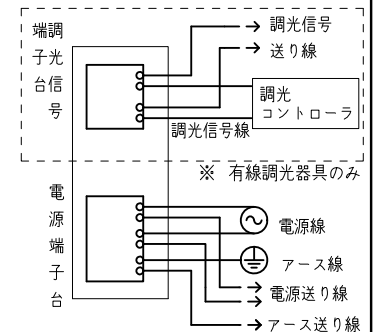 調光信号
端子台
調光信号
送り線
調光
コントローラ
調光信号線
※ 有線調光器具のみ
電源端子台
電源線
アース線
電源送り線
アース送り線